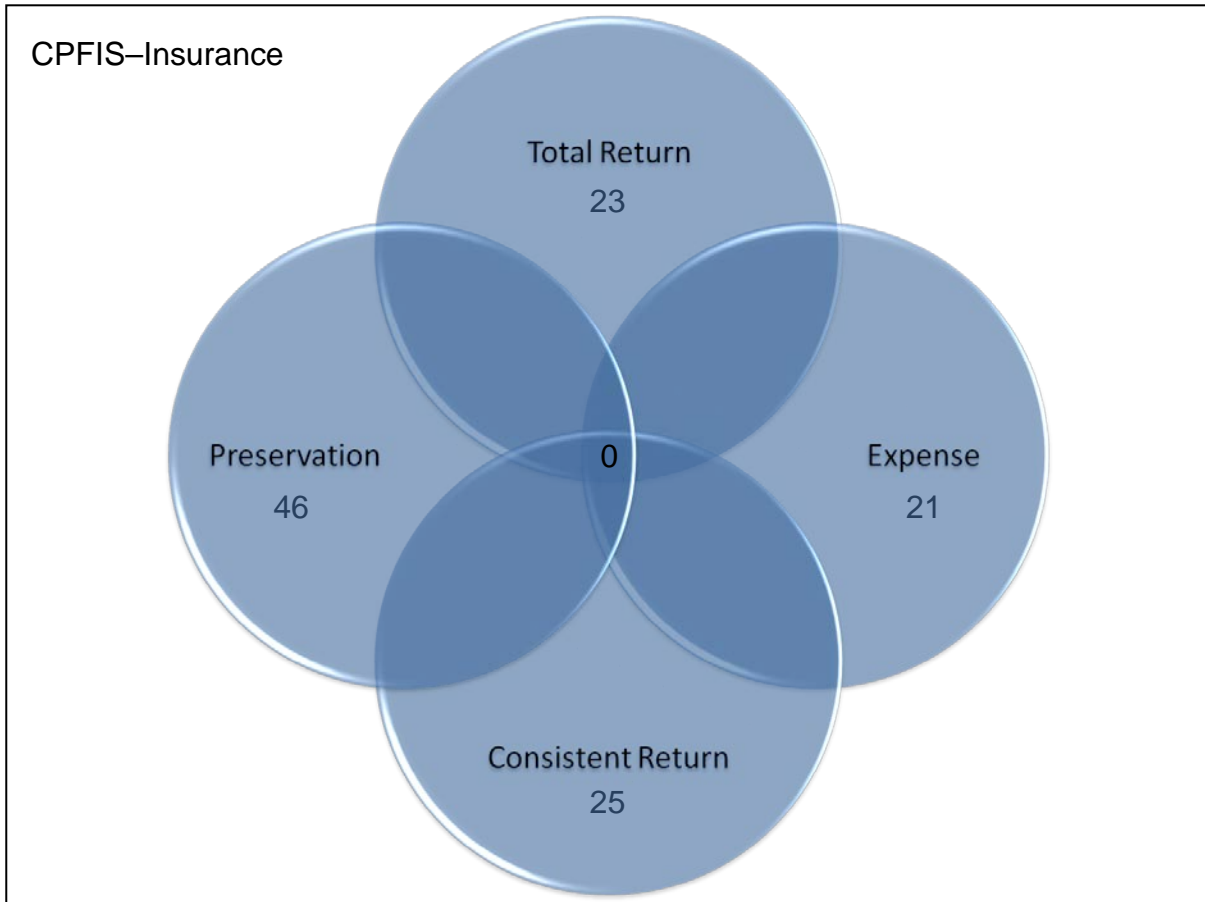 CPFIS–Insurance
Total Return
23
Preservation
46
0
Expense
21
Consistent Return
25